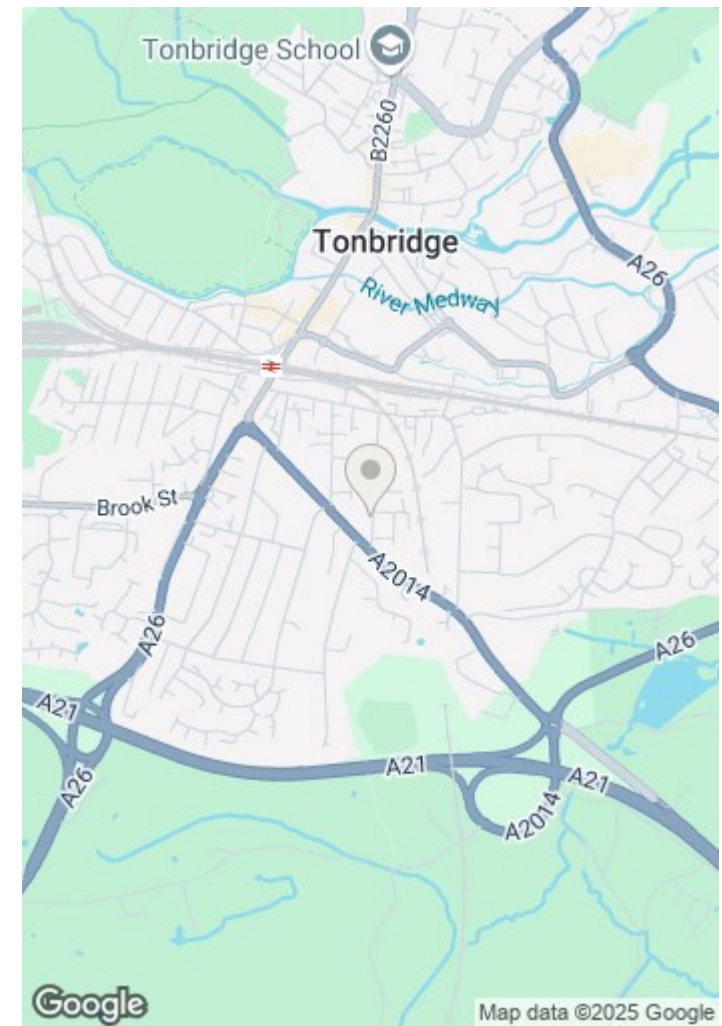 Tonbridge School
B2260
Tonbridge
River Medway
A26
Brook St
A2014
A26
A26
A21
A21
A21
A26
A2014
Google
Map data ©2025 Google